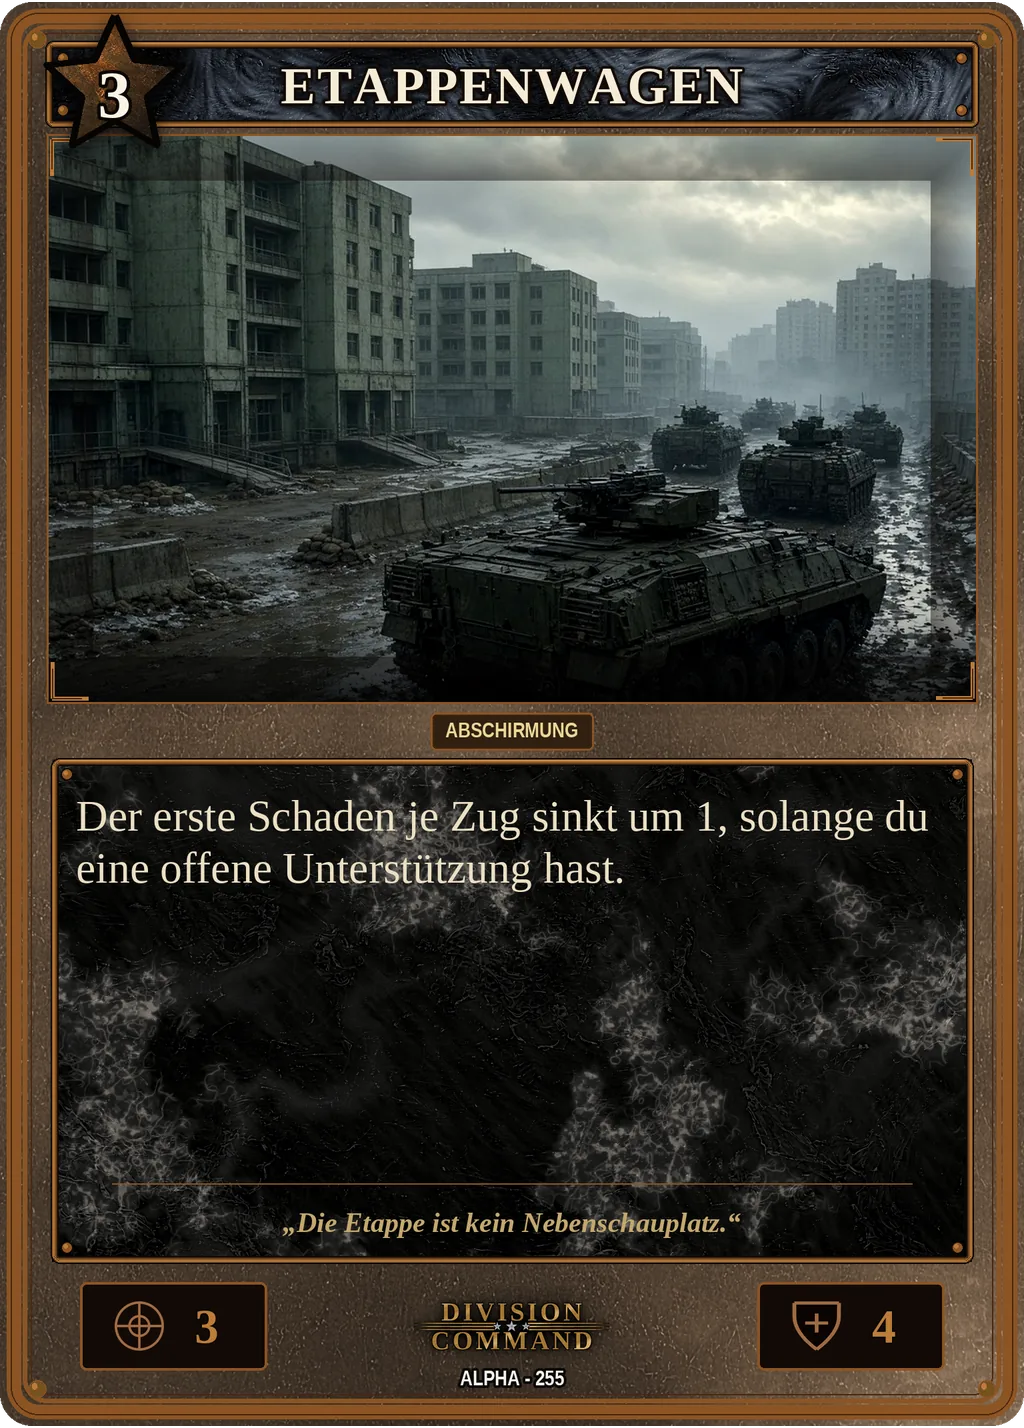 3
ETAPPENWAGEN
ABSCHIRMUNG
Der erste Schaden je Zug sinkt um 1, solange du
eine offene Unterstützung hast.
„Die Etappe ist kein Nebenschauplatz.“
3
DIVISION
COMMAND
4
ALPHA - 255